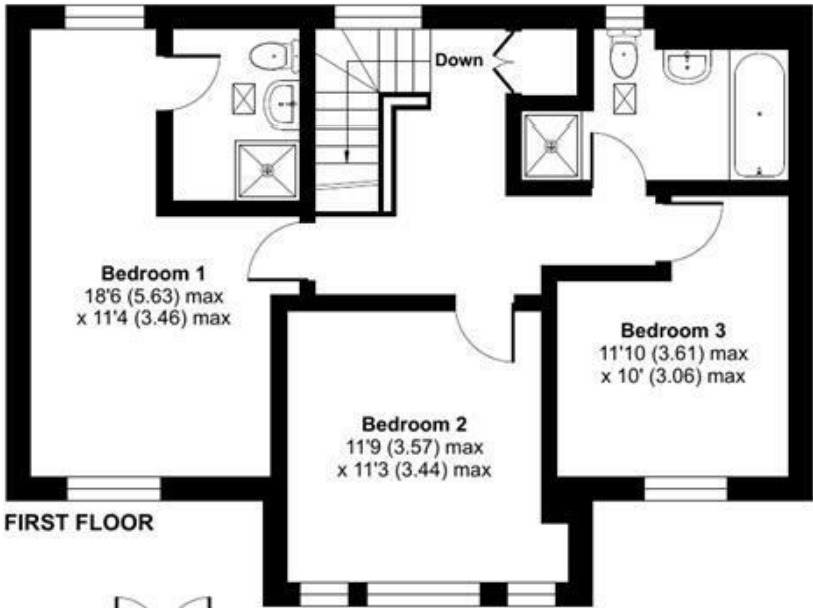 Down
Bedroom 1
18'6 (5.63) max
x 11'4 (3.46) max
Bedroom 3
11'10 (3.61) max
x 10' (3.06) max
Bedroom 2
11'9 (3.57) max
x 11'3 (3.44) max
FIRST FLOOR